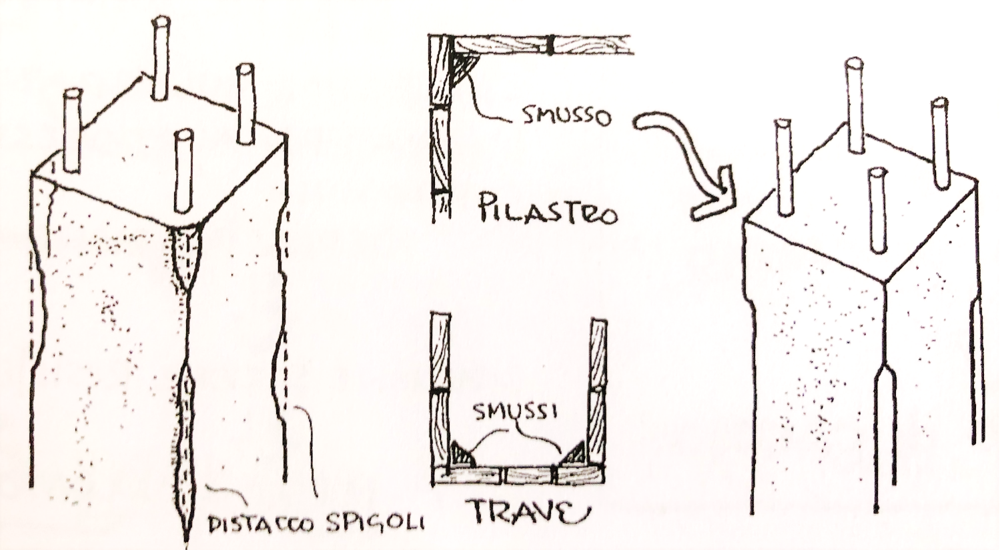 SMUSSO
PILASTRO
SMUSSI
DISTACCO SPIGOLI
TRAVE